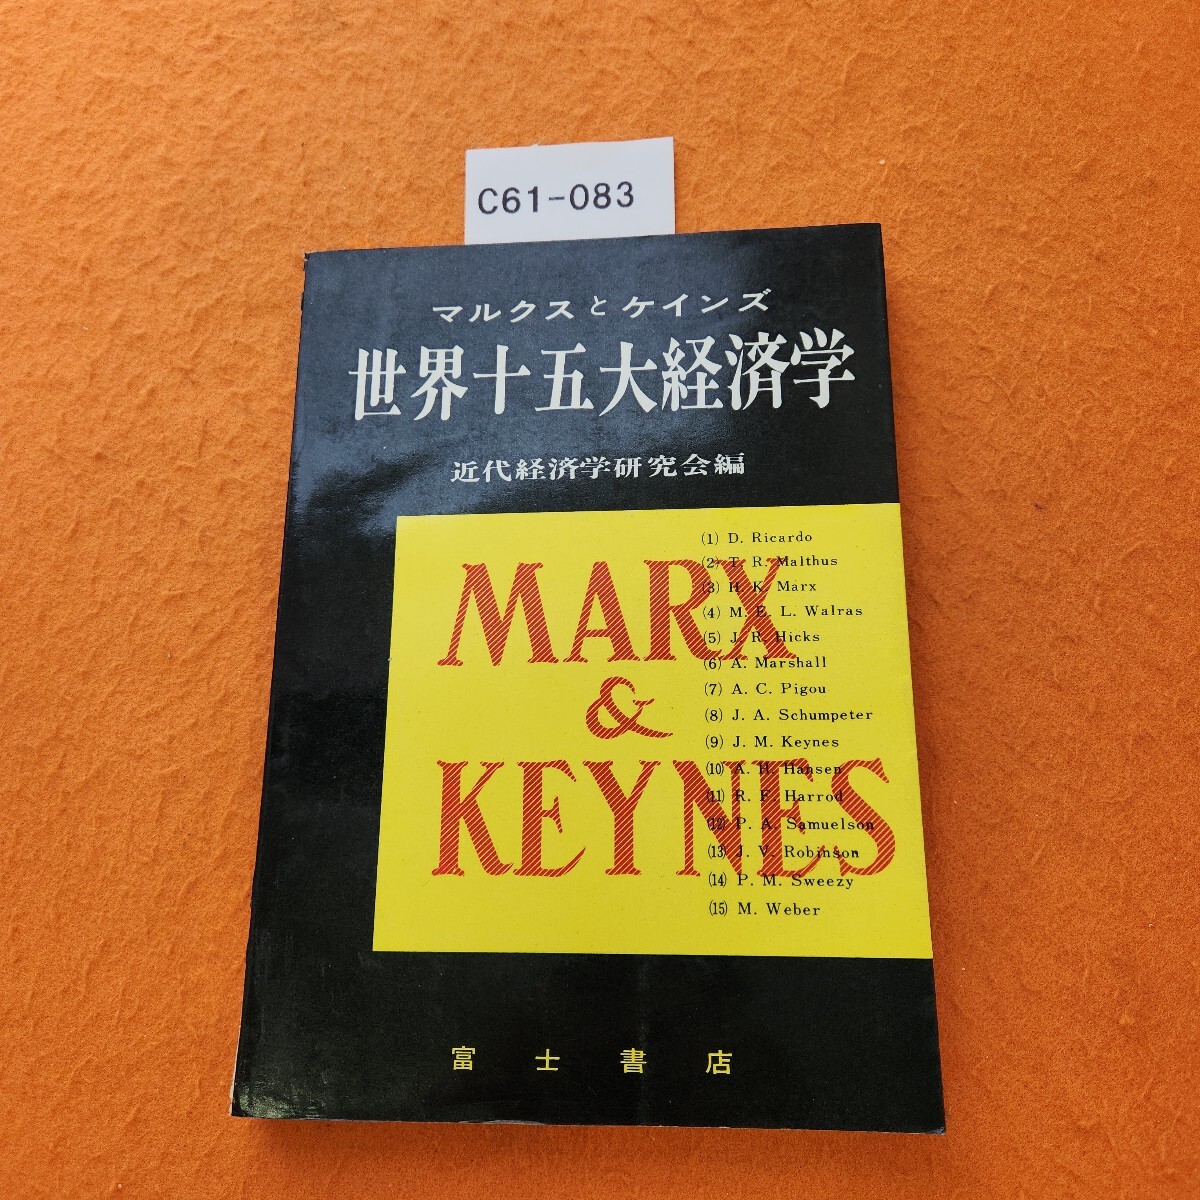 C61-083
マルクスとケインズ
世界十五大経済学
近代経済学研究会編
MARX
&
KEYNES
(1) D. Ricardo
(2) T. R. Malthus
(3) H. K. Marx
(4) M. E. L. Walras
(5) J. R. Hicks
(6) A. Marshall
(7) A. C. Pigou
(8) J. A. Schumpeter
(9) J. M. Keynes
(10) A. H. Hansen
(11) R. F. Harrod
(12) P. A. Samuelson
(13) J. V. Robinson
(14) P. M. Sweezy
(15) M. Weber
富士書店